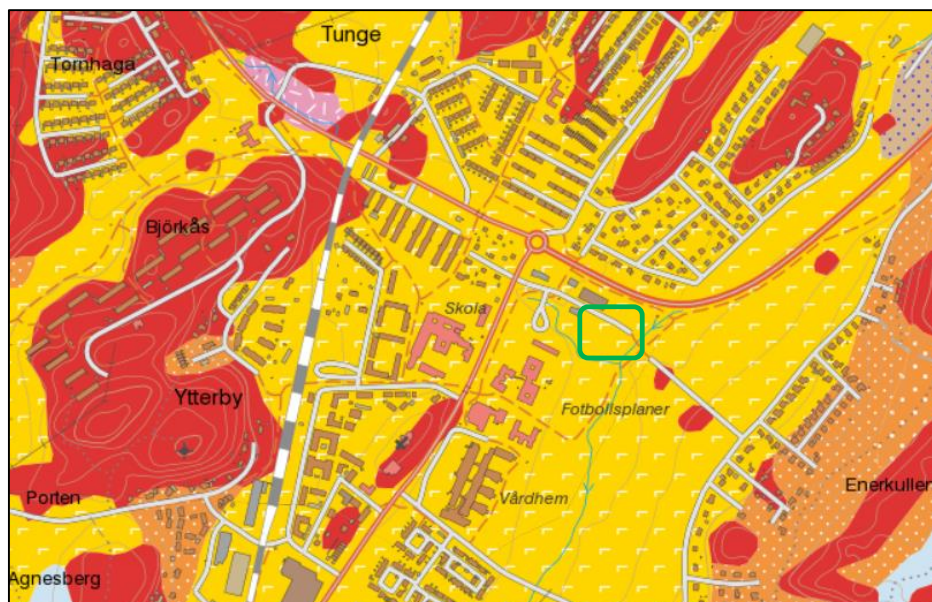 Tunge
Tornhaga
Björkås
Skola
Ytterby
Fotbollsplaner
Vårdhem
Porten
Enerkullen
Agnesberg